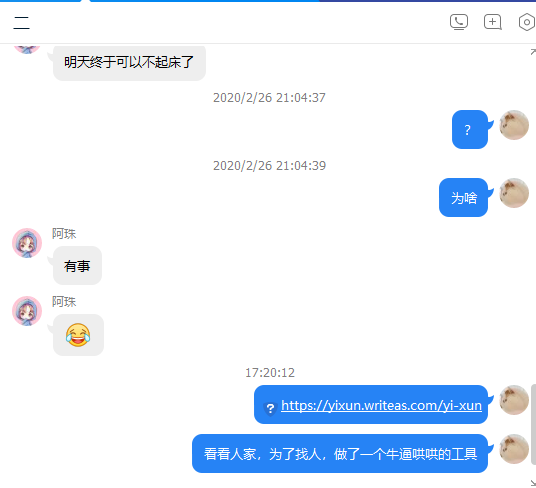 二
明天终于可以不起床了
2020/2/26 21:04:37
?
2020/2/26 21:04:39
为啥
阿珠
有事
阿珠
17:20:12
https://yixun.writeas.com/yi-xun
看看人家，为了找人，做了一个牛逼哄哄的工具